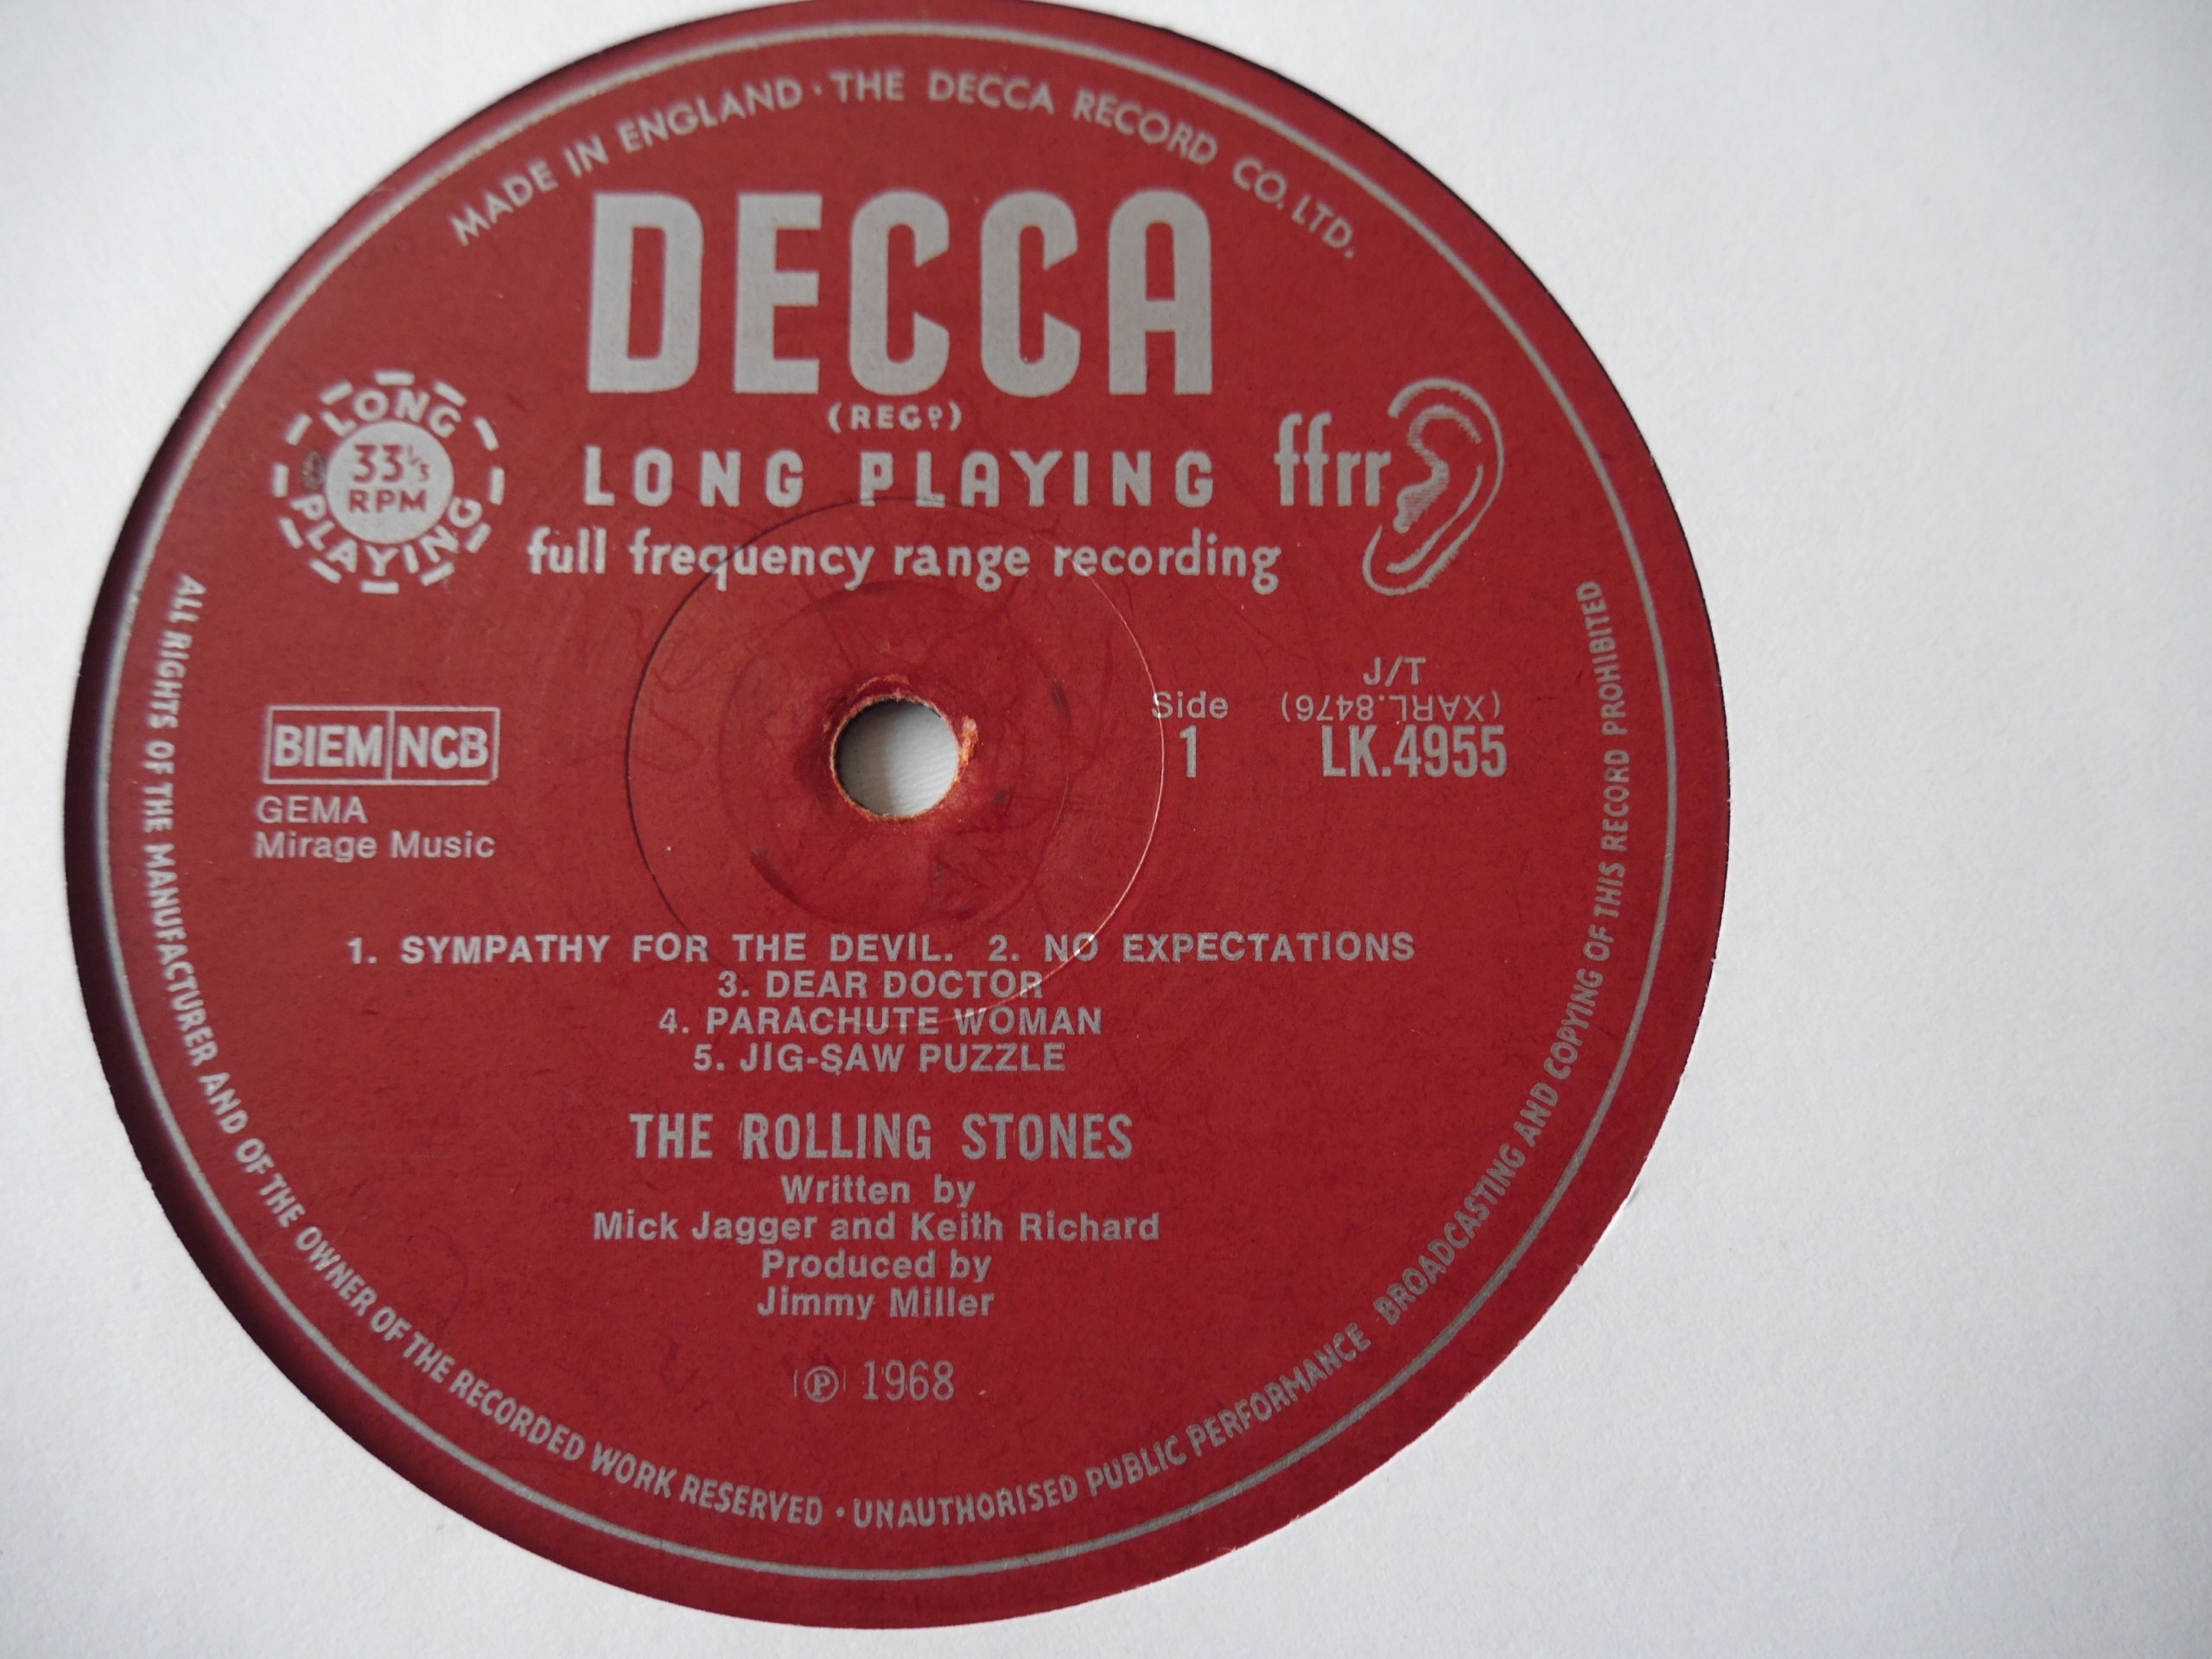 MADE IN ENGLAND · THE DECCA RECORD CO. LTD.
DECCA
(REGD)
LONG PLAYING
33 1/3
RPM
LONG PLAYING
ffrr
full frequency range recording
J/T
(XARL.8476)
Side
1
LK.4955
BIEM NCB
GEMA
Mirage Music
1. SYMPATHY FOR THE DEVIL. 2. NO EXPECTATIONS
3. DEAR DOCTOR
4. PARACHUTE WOMAN
5. JIG-SAW PUZZLE
THE ROLLING STONES
Written by
Mick Jagger and Keith Richard
Produced by
Jimmy Miller
℗ 1968
ALL RIGHTS OF THE MANUFACTURER AND OF THE OWNER OF THE RECORDED WORK RESERVED · UNAUTHORISED PUBLIC PERFORMANCE BROADCASTING AND COPYING OF THIS RECORD PROHIBITED